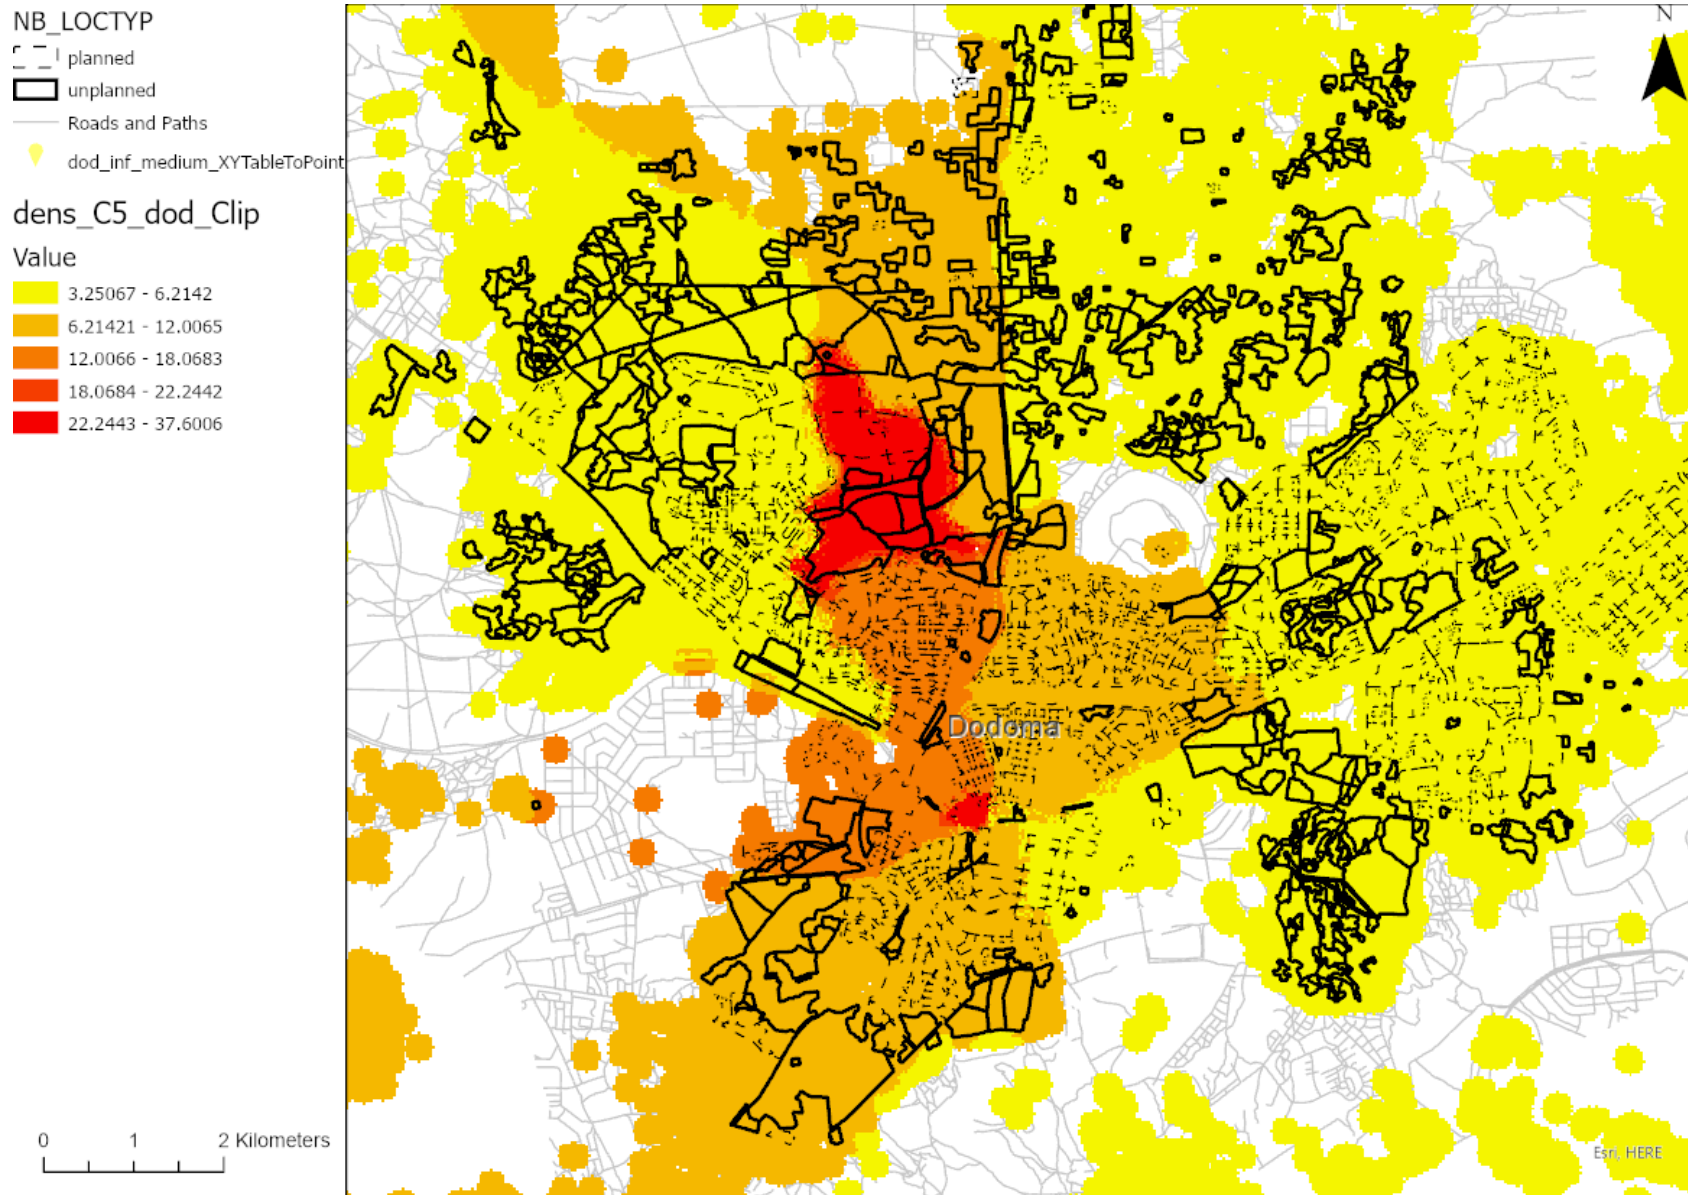 NB_LOCTYP
planned
unplanned
Roads and Paths
dod_inf_medium_XYTableToPoint
dens_C5_dod_Clip
Value
3.25067 - 6.2142
6.21421 - 12.0065
12.0066 - 18.0683
18.0684 - 22.2442
22.2443 - 37.6006
N
Dodoma
0 1 2 Kilometers
Esri, HERE